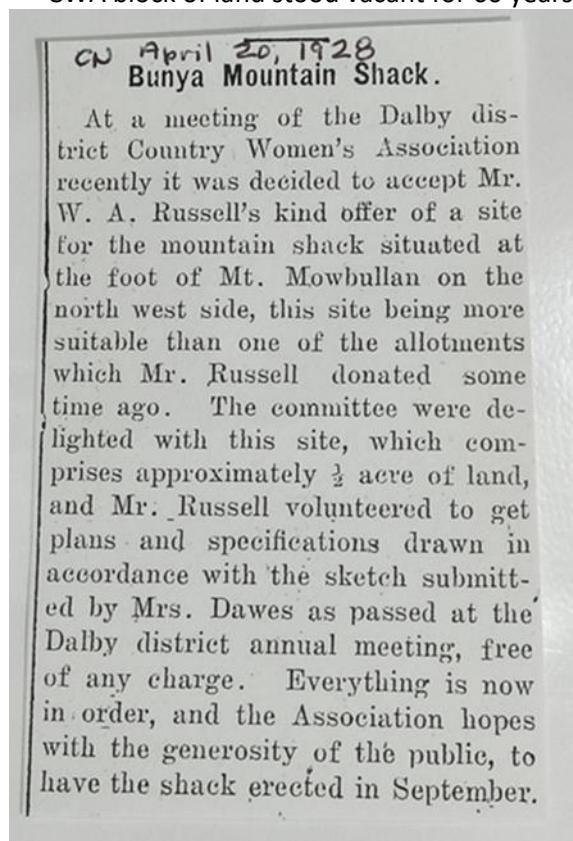 CWA block of land stood vacant for 60 years
CN April 20, 1928
Bunya Mountain Shack.
At a meeting of the Dalby dis-
trict Country Women's Association
recently it was decided to accept Mr.
W. A. Russell's kind offer of a site
for the mountain shack situated at
the foot of Mt. Mowbullan on the
north west side, this site being more
suitable than one of the allotments
which Mr. Russell donated some
time ago. The committee were de-
lighted with this site, which com-
prises approximately ½ acre of land,
and Mr. Russell volunteered to get
plans and specifications drawn in
accordance with the sketch submitt-
ed by Mrs. Dawes as passed at the
Dalby district annual meeting, free
of any charge. Everything is now
in order, and the Association hopes
with the generosity of the public, to
have the shack erected in September.